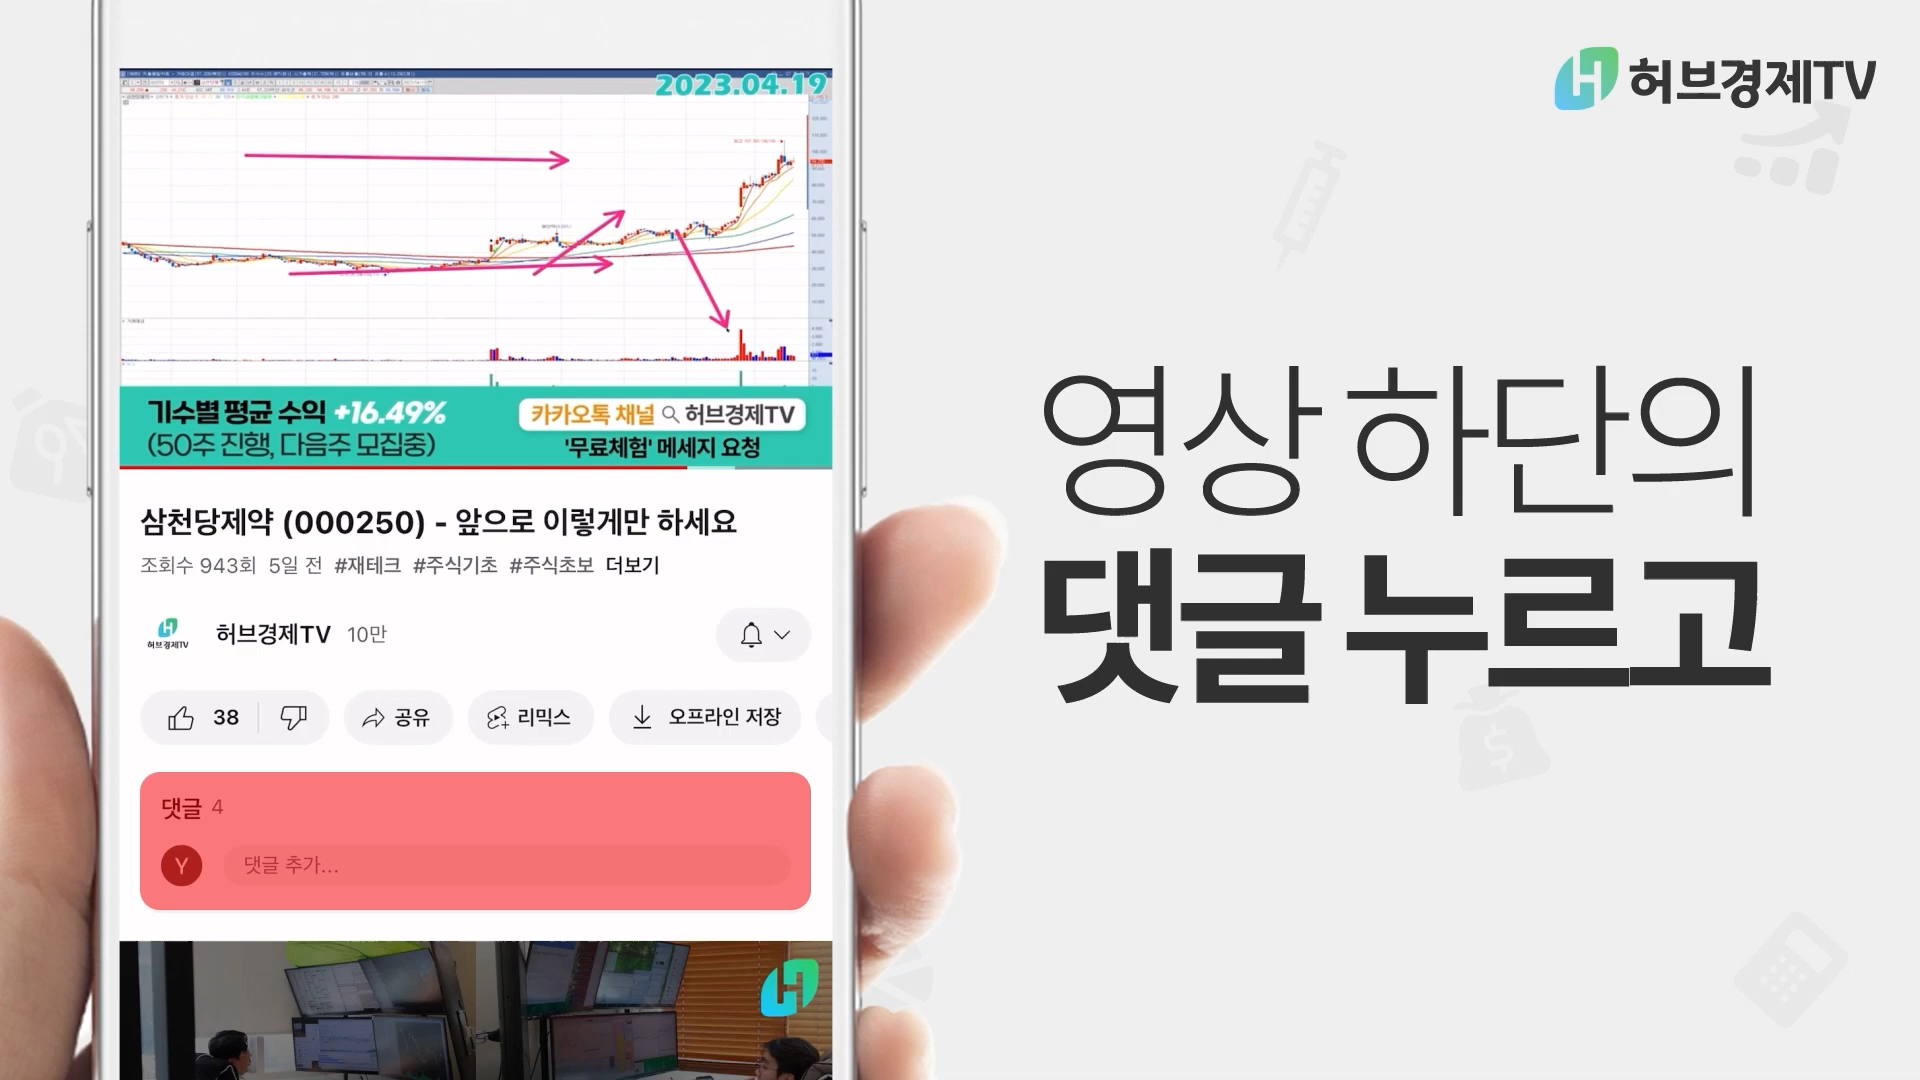 허브경제TV
2023.04.19
기수별 평균 수익 +16.49%
(50주 진행, 다음주 모집중)
카카오톡 채널 허브경제TV
'무료체험' 메세지 요청
삼천당제약 (000250) - 앞으로 이렇게만 하세요
조회수 943회 5일 전 #재테크 #주식기초 #주식초보 더보기
허브경제TV
허브경제TV 10만
38
공유
리믹스
오프라인 저장
댓글 4
Y
댓글 추가...
영상 하단의
댓글 누르고